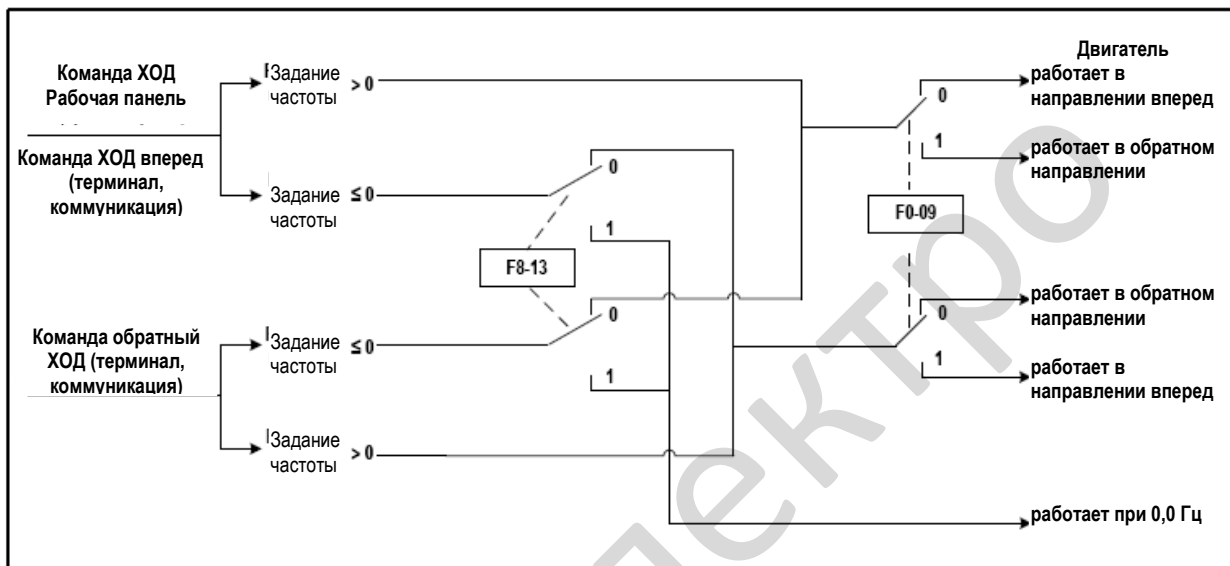 Команда ХОД
Рабочая панель
Команда ХОД вперед
(терминал,
коммуникация)
Задание
частоты
> 0
Задание
частоты
≤ 0
0
1
F8-13
Команда обратный
ХОД (терминал,
коммуникация)
Задание
частоты
≤ 0
0
1
Задание
частоты
> 0
Двигатель
работает в
направлении вперед
0
1
работает в обратном
направлении
F0-09
работает в обратном
направлении
0
1
работает в
направлении вперед
работает при 0,0 Гц
лектро